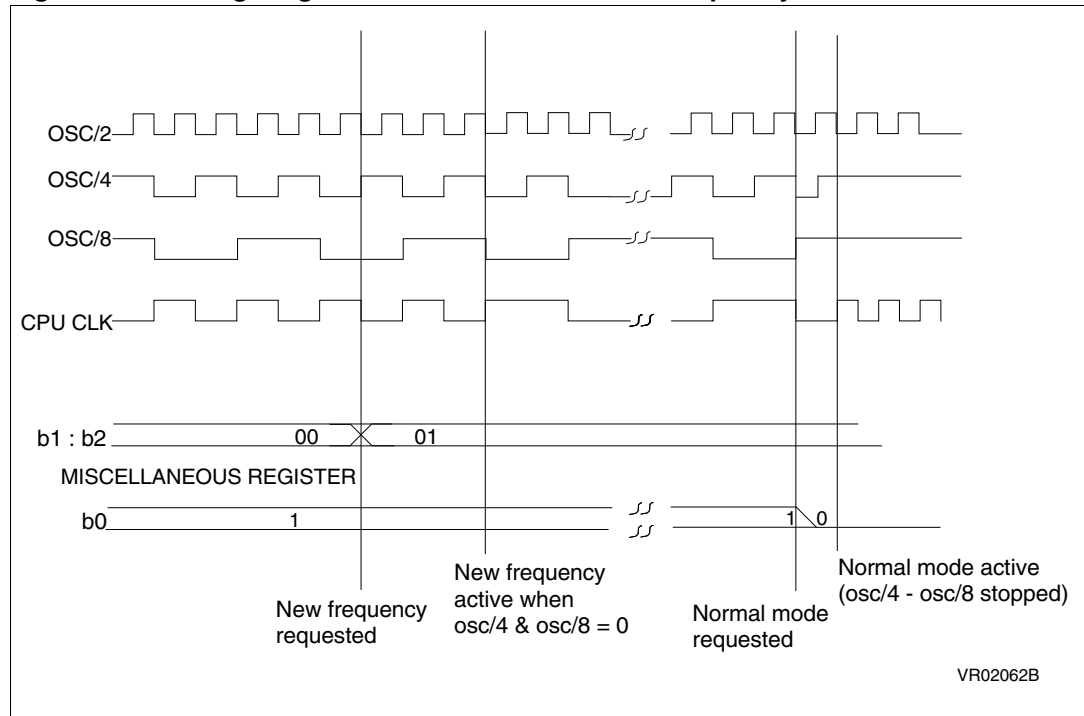 OSC/2
OSC/4
OSC/8
CPU CLK
b1 : b2
00
01
MISCELLANEOUS REGISTER
b0
1
1
0
New frequency
requested
New frequency
active when
osc/4 & osc/8 = 0
Normal mode
requested
Normal mode active
(osc/4 - osc/8 stopped)
VR02062B